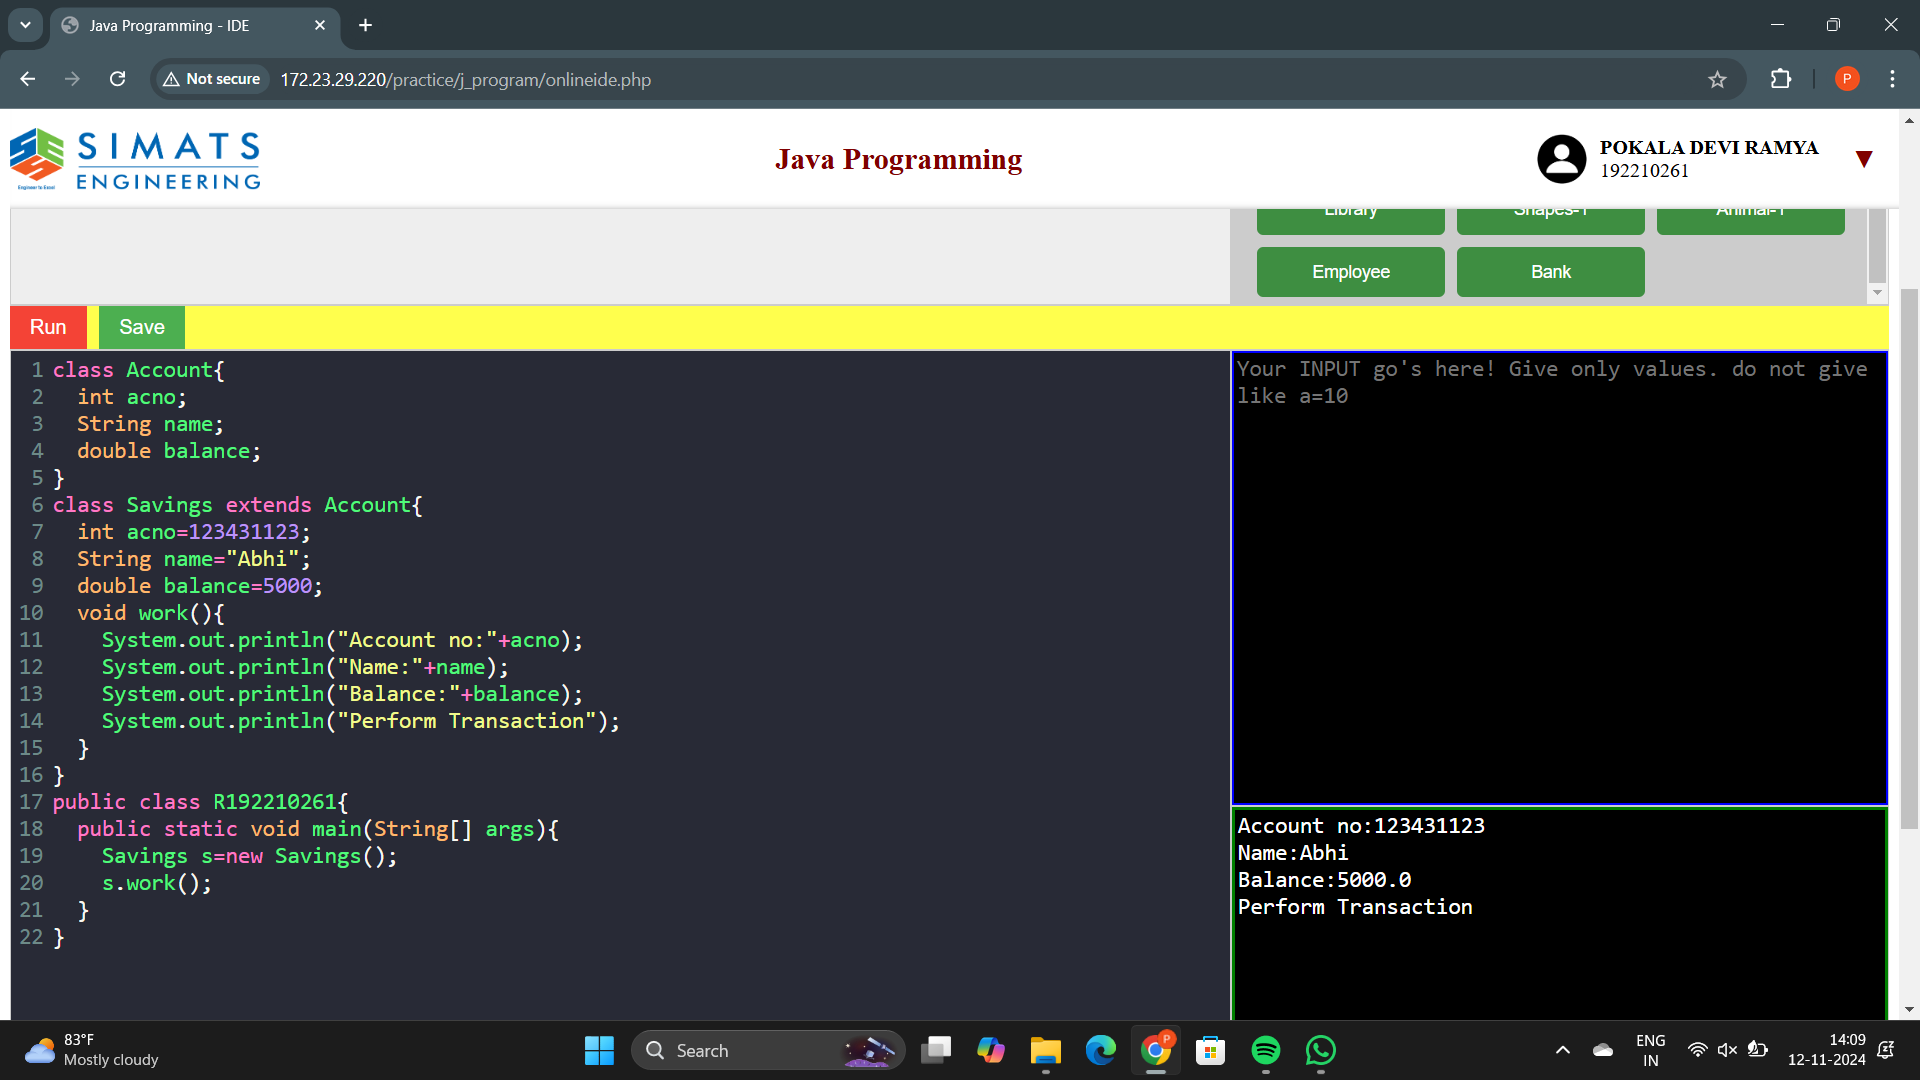 Java Programming - IDE
Not secure
172.23.29.220/practice/j_program/onlineide.php
P
SIMATS
ENGINEERING
Engineer to Excel
Java Programming
POKALA DEVI RAMYA
192210261
Library
Shapes-1
Animal-1
Employee
Bank
Run
Save
1 class Account{
2 int acno;
3 String name;
4 double balance;
5 }
6 class Savings extends Account{
7 int acno=123431123;
8 String name="Abhi";
9 double balance=5000;
10 void work(){
11 System.out.println("Account no:"+acno);
12 System.out.println("Name:"+name);
13 System.out.println("Balance:"+balance);
14 System.out.println("Perform Transaction");
15 }
16 }
17 public class R192210261{
18 public static void main(String[] args){
19 Savings s=new Savings();
20 s.work();
21 }
22 }
Your INPUT go's here! Give only values. do not give
like a=10
Account no:123431123
Name:Abhi
Balance:5000.0
Perform Transaction
83°F
Mostly cloudy
Search
P
ENG
IN
14:09
12-11-2024